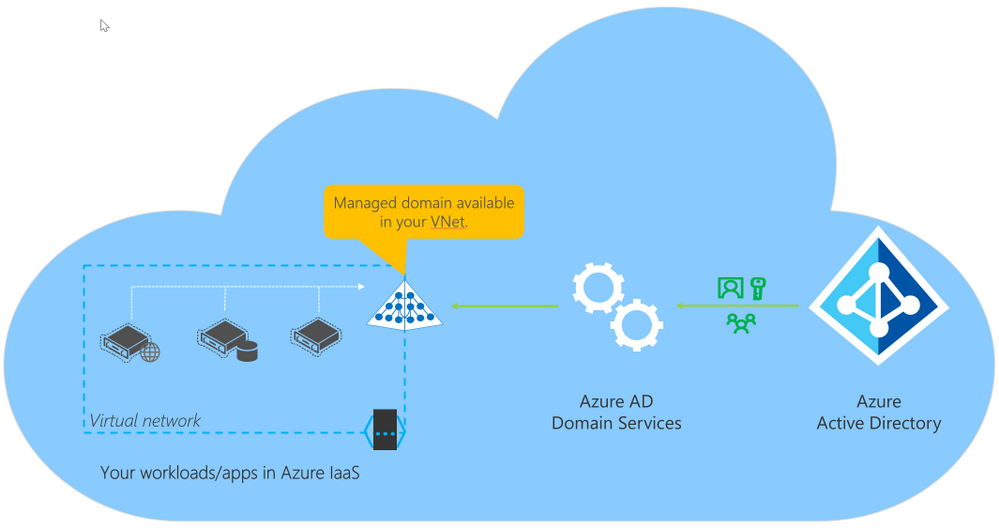 Managed domain available
in your VNet.
Virtual network
Your workloads/apps in Azure IaaS
Azure AD
Domain Services
Azure
Active Directory